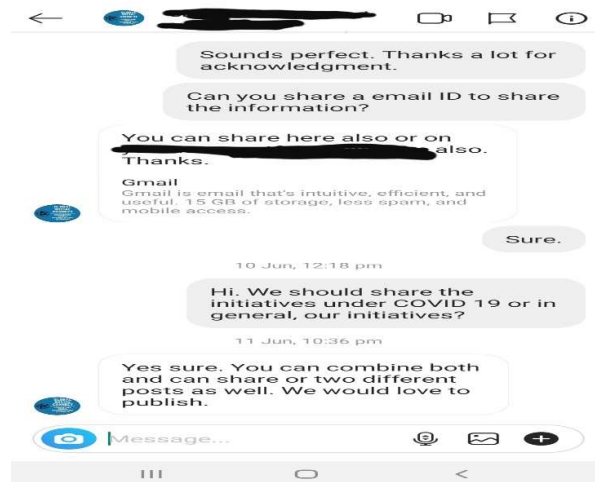 Sounds perfect. Thanks a lot for
acknowledgment.
Can you share a email ID to share
the information?
You can share here also or on
also.
Thanks.
Gmail
Gmail is email that's intuitive, efficient, and
useful. 15 GB of storage, less spam, and
mobile access.
Sure.
10 Jun, 12:18 pm
Hi. We should share the
initiatives under COVID 19 or in
general, our initiatives?
11 Jun, 10:36 pm
Yes sure. You can combine both
and can share or two different
posts as well. We would love to
publish.
Message...